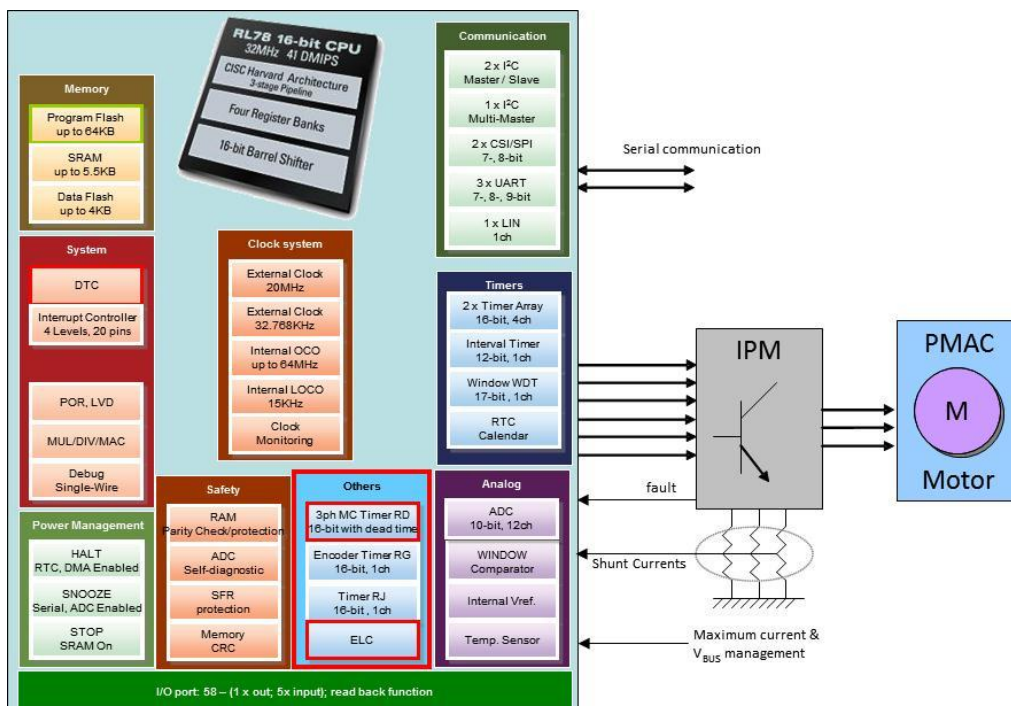 RL78 16-bit CPU
32MHz 41 DMIPS
CISC Harvard Architecture
3-stage Pipeline
Four Register Banks
16-bit Barrel Shifter
Memory
Program Flash
up to 64KB
SRAM
up to 5.5KB
Data Flash
up to 4KB
System
DTC
Interrupt Controller
4 Levels, 20 pins
POR, LVD
MUL/DIV/MAC
Debug
Single-Wire
Power Management
HALT
RTC, DMA Enabled
SNOOZE
Serial, ADC Enabled
STOP
SRAM On
Clock system
External Clock
20MHz
External Clock
32.768KHz
Internal OCO
up to 64MHz
Internal LOCO
15KHz
Clock
Monitoring
Safety
RAM
Parity Check/protection
ADC
Self-diagnostic
SFR
protection
Memory
CRC
Others
3ph MC Timer RD
16-bit with dead time
Encoder Timer RG
16-bit, 1ch
Timer RJ
16-bit, 1ch
ELC
Communication
2 x I²C
Master / Slave
1 x I²C
Multi-Master
2 x CSI/SPI
7-, 8-bit
3 x UART
7-, 8-, 9-bit
1 x LIN
1ch
Timers
2 x Timer Array
16-bit, 4ch
Interval Timer
12-bit, 1ch
Window WDT
17-bit, 1ch
RTC
Calendar
Analog
ADC
10-bit, 12ch
WINDOW
Comparator
Internal Vref.
Temp. Sensor
I/O port: 58 – (1 x out; 5x input); read back function
Serial communication
IPM
PMAC
M
Motor
fault
Shunt Currents
Maximum current &
VBUS management